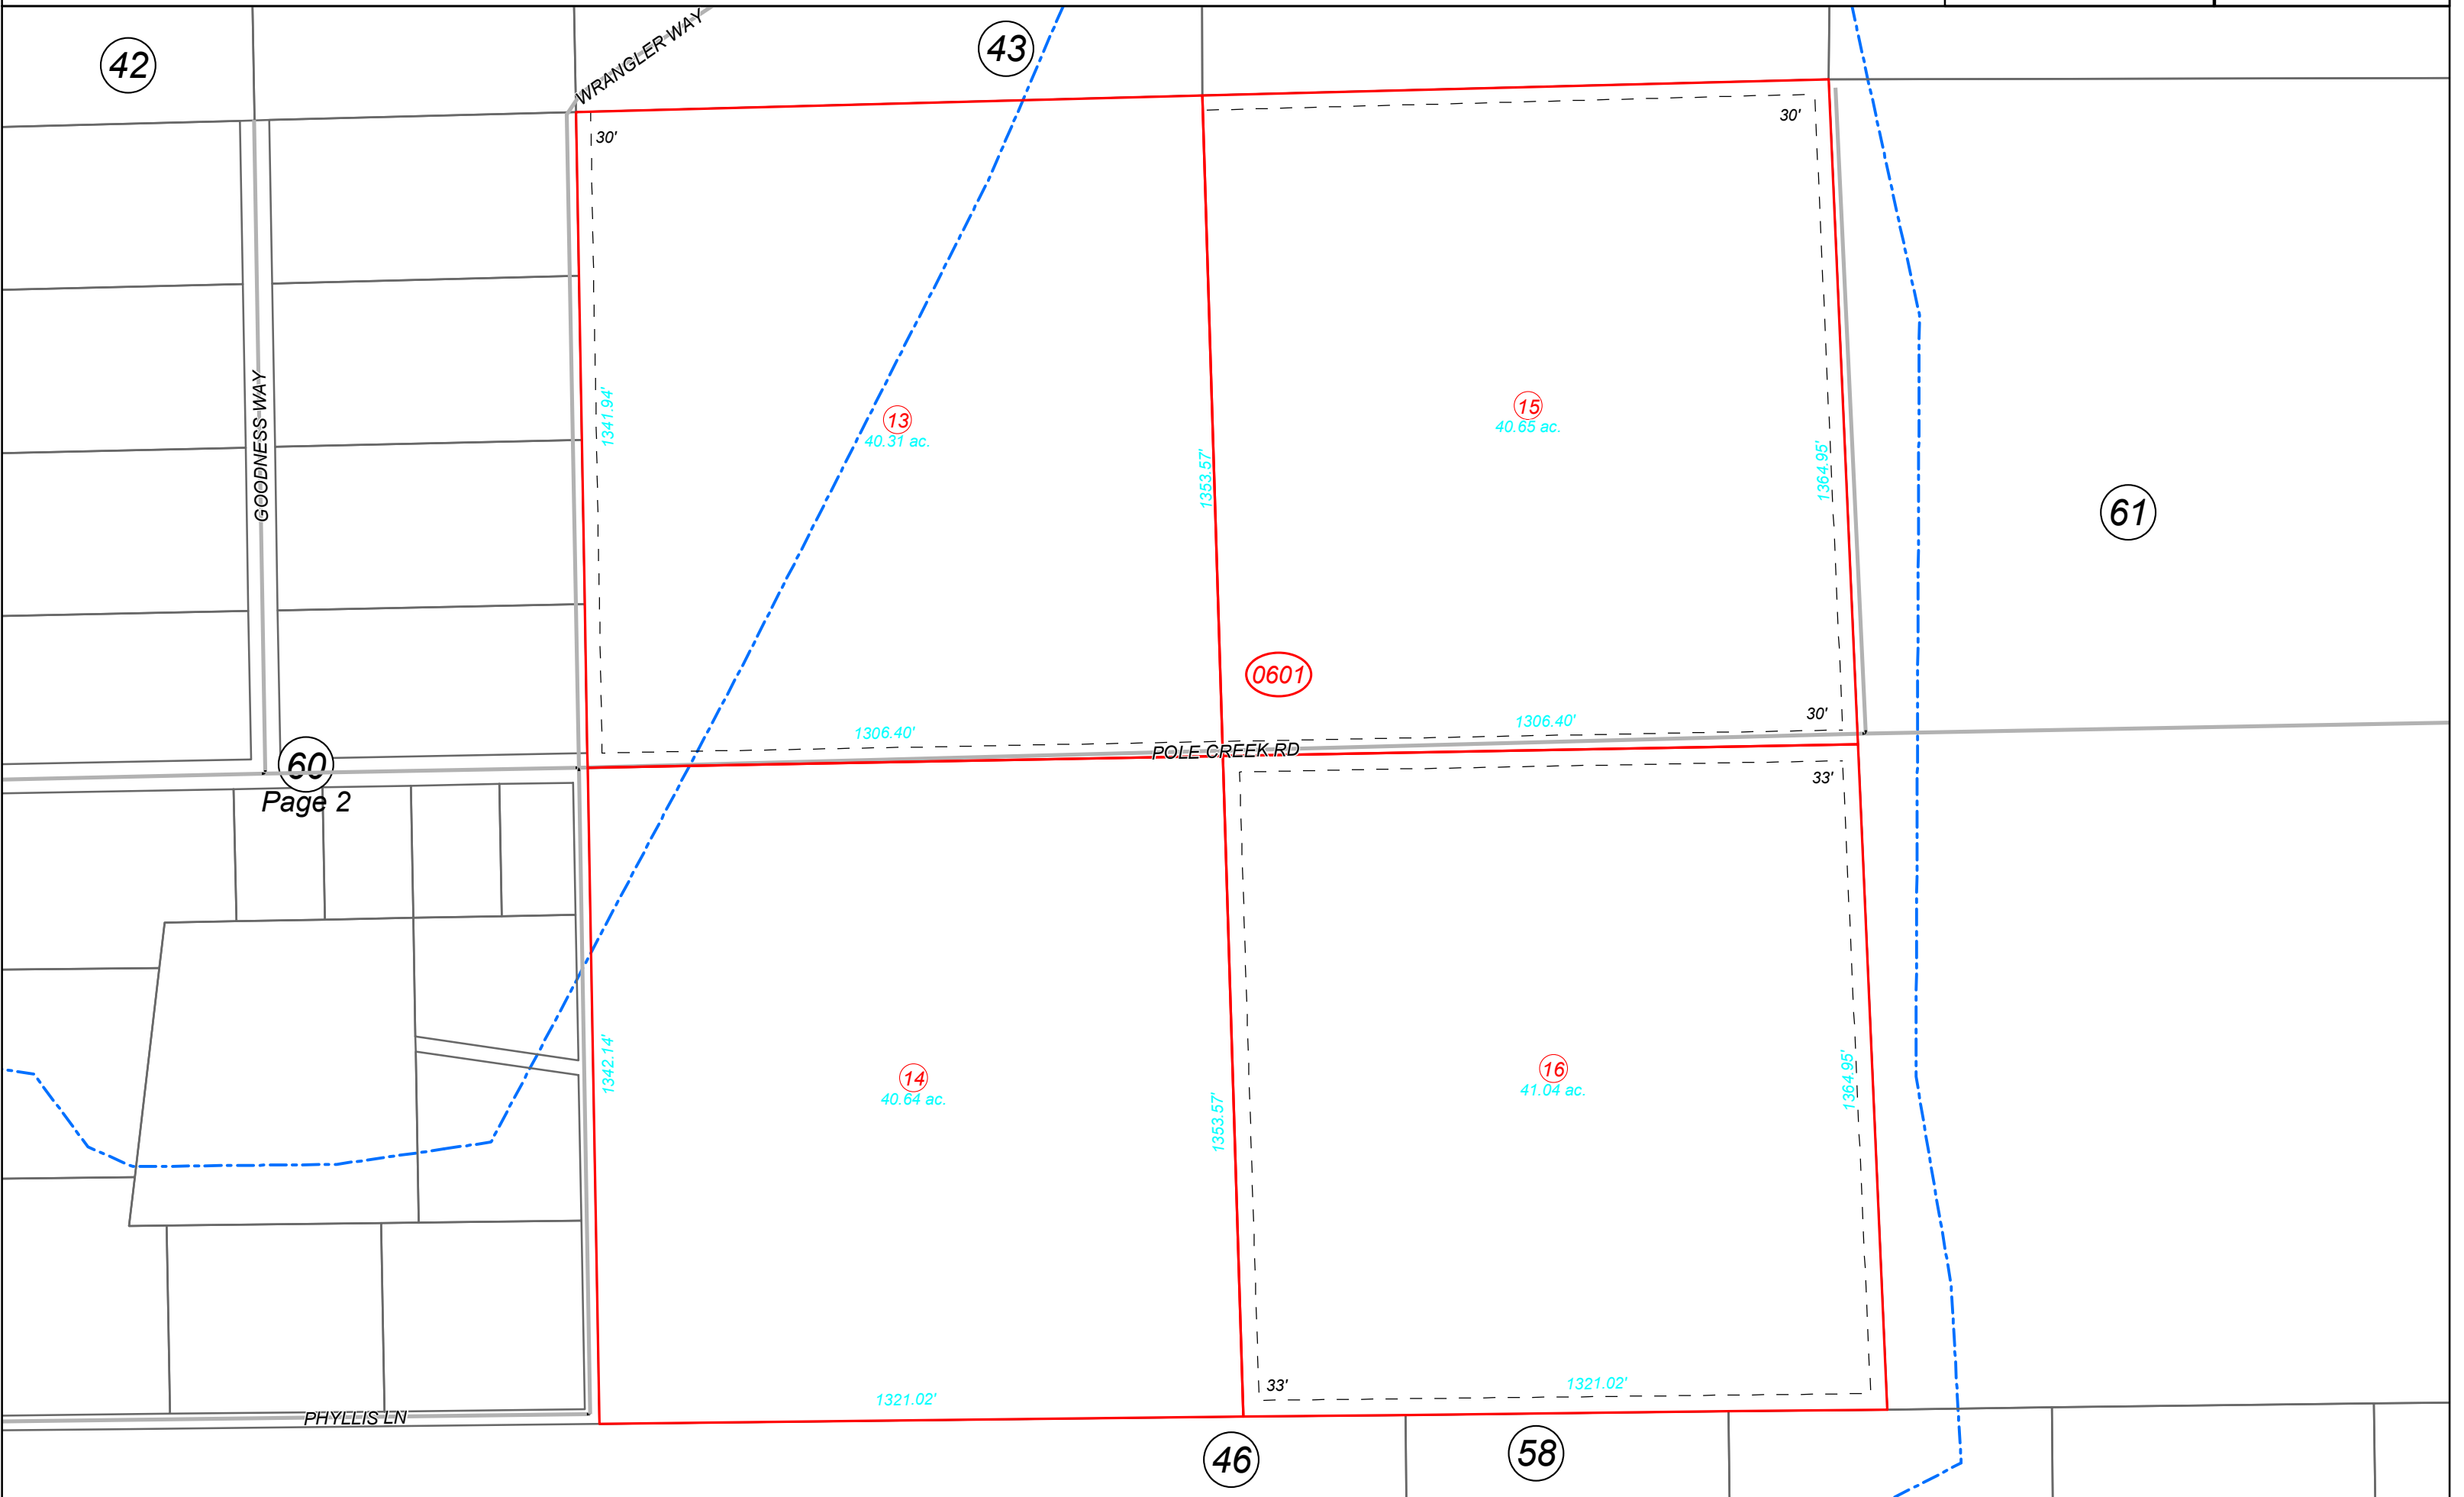 42
WRANGLER WAY
43
30'
30'
GOODNESS WAY
1341.94'
13
40.31 ac.
1353.57'
15
40.65 ac.
1364.95'
61
0601
1306.40'
1306.40'
30'
POLE CREEK RD
60
Page 2
33'
1342.14'
14
40.64 ac.
1353.57'
16
41.04 ac.
1364.95'
1321.02'
33'
1321.02'
PHYLLIS LN
46
58